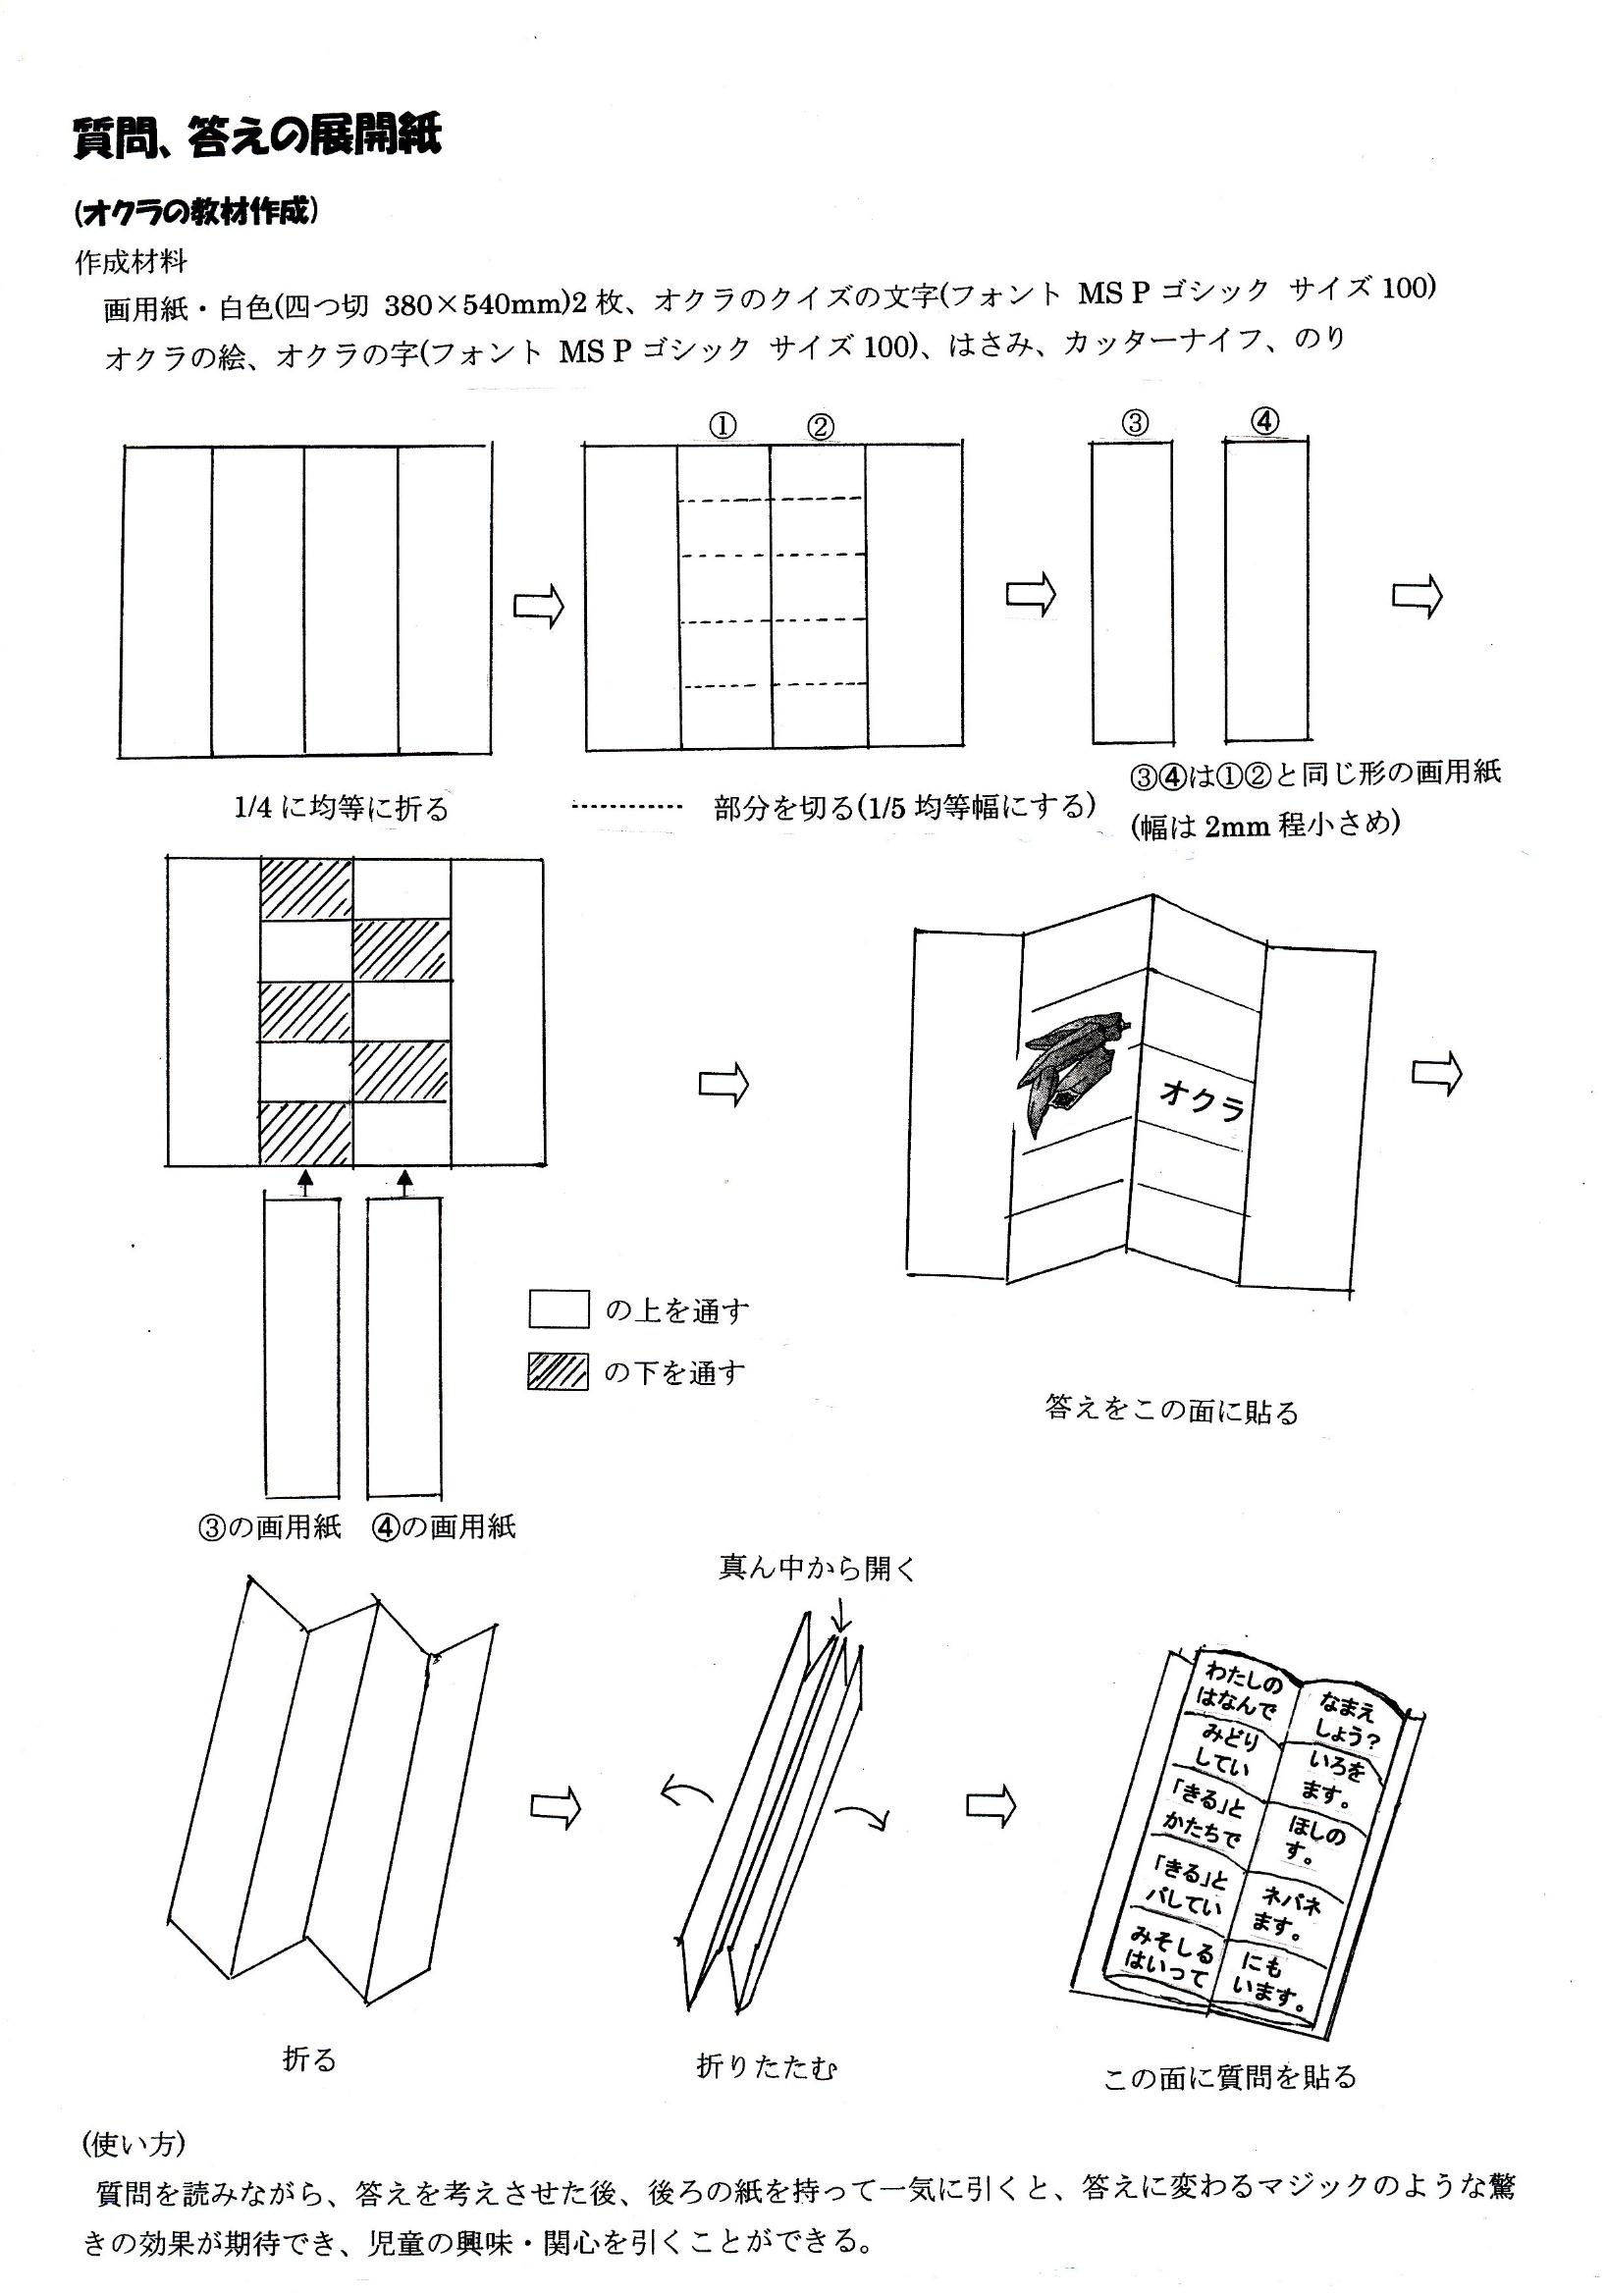 質問、答えの展開紙
(オクラの教材作成)
作成材料
画用紙・白色(四つ切 380×540mm)2枚、オクラのクイズの文字(フォント MS P ゴシック サイズ 100)
オクラの絵、オクラの字(フォント MS P ゴシック サイズ 100)、はさみ、カッターナイフ、のり
① ② ③ ④
1/4に均等に折る
部分を切る(1/5 均等幅にする)
③④は①②と同じ形の画用紙
(幅は 2mm 程小さめ)
オクラ
の上を通す
の下を通す
答えをこの面に貼る
③の画用紙 ④の画用紙
真ん中から開く
わたしの なまえ
はなんで しょう?
みどり いろを
してい ます。
「きる」と ほしの
かたちで す。
「きる」と ネバネ
バしてい ます。
みそしる にも
はいって います。
折る
折りたたむ
この面に質問を貼る
(使い方)
質問を読みながら、答えを考えさせた後、後ろの紙を持って一気に引くと、答えに変わるマジックのような驚
きの効果が期待でき、児童の興味・関心を引くことができる。